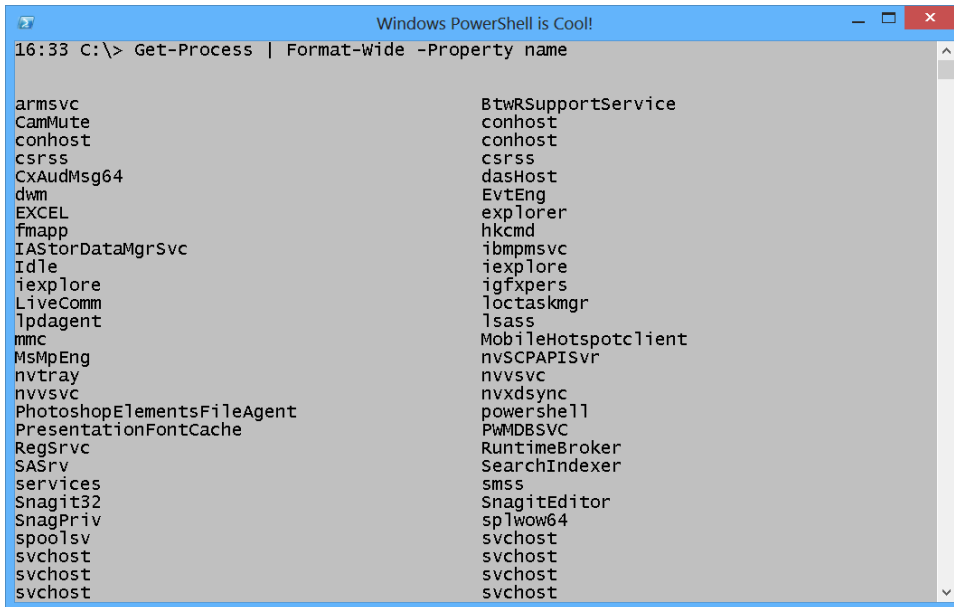 Windows PowerShell is Cool!
16:33 C:\> Get-Process | Format-Wide -Property name
armsvc BtwRSupportService
CamMute conhost
conhost conhost
csrss csrss
CxAudMsg64 dasHost
dwm EvtEng
EXCEL explorer
fmapp hkcmd
IAStorDataMgrSvc ibmpmsvc
Idle iexplore
iexplore igfxpers
LiveComm loctaskmgr
lpdagent lsass
mmc MobileHotspotclient
MsMpEng nvSCPAPISvr
nvtray nvvsvc
nvvsvc nvxdsync
PhotoshopElementsFileAgent powershell
PresentationFontCache PWMDBSVC
RegSrvc RuntimeBroker
SASrv SearchIndexer
services smss
Snagit32 SnagitEditor
SnagPriv splwow64
spoolsv svchost
svchost svchost
svchost svchost
svchost svchost